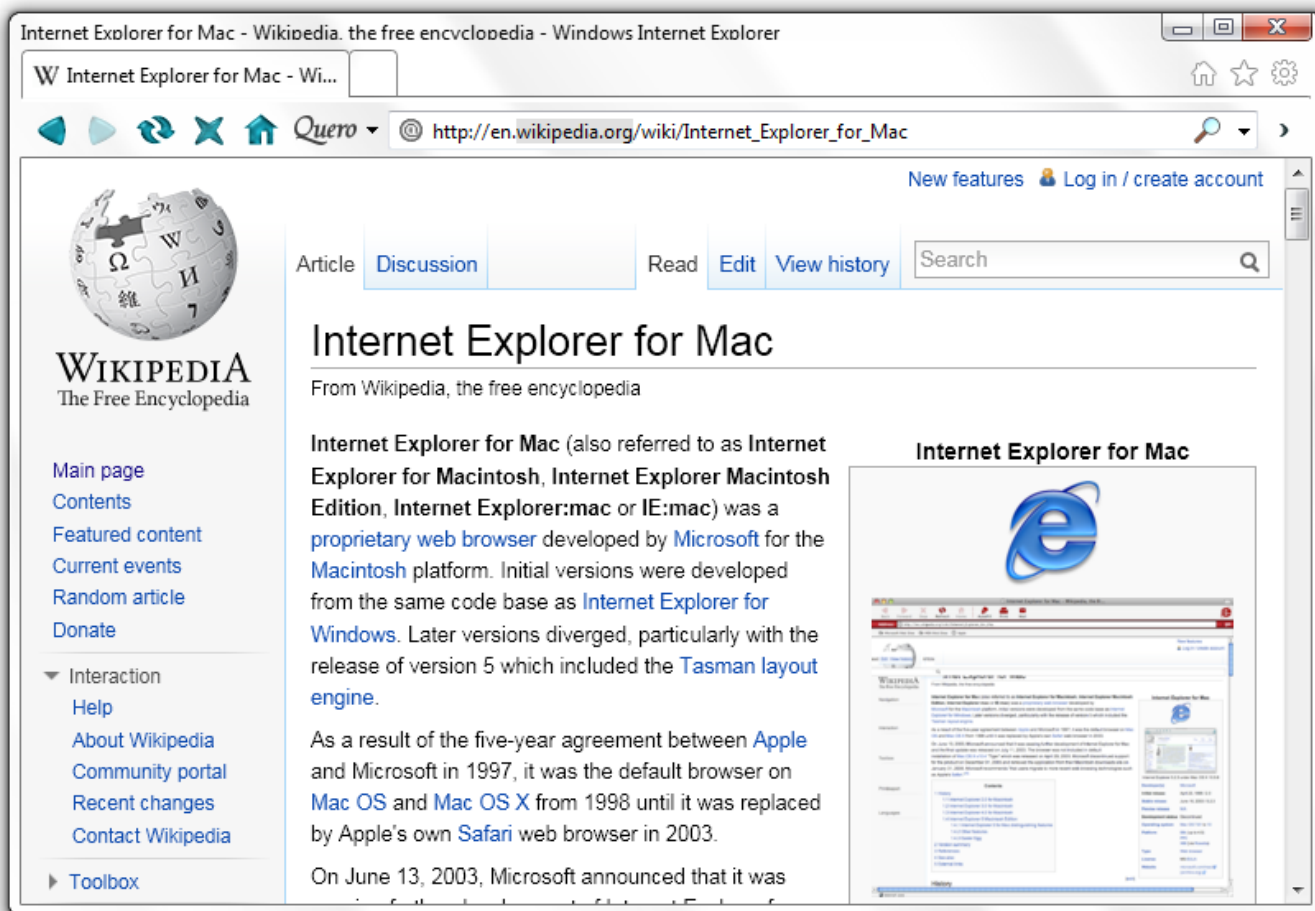 Internet Explorer for Mac - Wikipedia, the free encyclopedia - Windows Internet Explorer
W Internet Explorer for Mac - Wi...
Quero
http://en.wikipedia.org/wiki/Internet_Explorer_for_Mac
New features Log in / create account
Article Discussion Read Edit View history Search
WIKIPEDIA
The Free Encyclopedia
Main page
Contents
Featured content
Current events
Random article
Donate
Interaction
Help
About Wikipedia
Community portal
Recent changes
Contact Wikipedia
Toolbox
Internet Explorer for Mac
From Wikipedia, the free encyclopedia
Internet Explorer for Mac (also referred to as Internet
Explorer for Macintosh, Internet Explorer Macintosh
Edition, Internet Explorer:mac or IE:mac) was a
proprietary web browser developed by Microsoft for the
Macintosh platform. Initial versions were developed
from the same code base as Internet Explorer for
Windows. Later versions diverged, particularly with the
release of version 5 which included the Tasman layout
engine.
As a result of the five-year agreement between Apple
and Microsoft in 1997, it was the default browser on
Mac OS and Mac OS X from 1998 until it was replaced
by Apple's own Safari web browser in 2003.
On June 13, 2003, Microsoft announced that it was
Internet Explorer for Mac